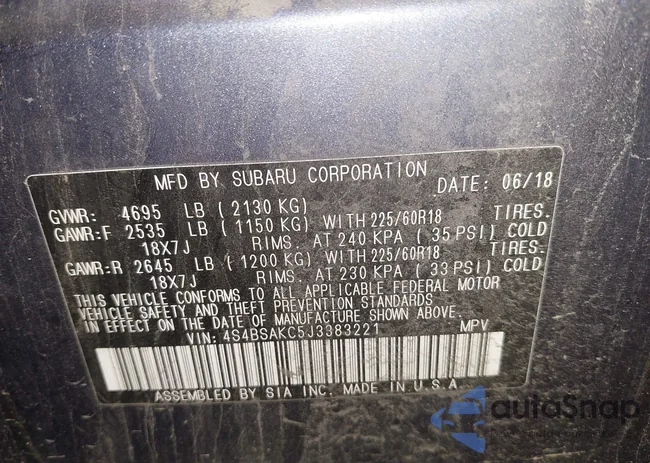 MFD BY SUBARU CORPORATION DATE: 06/18
GVWR: 4695 LB (2130 KG)
GAWR:F 2535 LB (1150 KG) WITH 225/60R18 TIRES.
18X7J RIMS. AT 240 KPA (35 PSI) COLD
GAWR:R 2645 LB (1200 KG) WITH 225/60R18 TIRES.
18X7J RIMS. AT 230 KPA (33 PSI) COLD
THIS VEHICLE CONFORMS TO ALL APPLICABLE FEDERAL MOTOR
VEHICLE SAFETY AND THEFT PREVENTION STANDARDS
IN EFFECT ON THE DATE OF MANUFACTURE SHOWN ABOVE.
VIN: 4S4BSAKC5J3383221 MPV
ASSEMBLED BY SIA INC. MADE IN U.S.A.
autoSnap